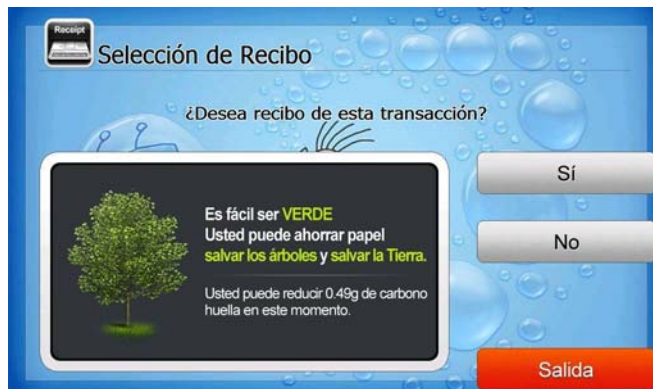 Receipt
Selección de Recibo
¿Desea recibo de esta transacción?
Es fácil ser VERDE
Usted puede ahorrar papel
salvar los árboles y salvar la Tierra.
Usted puede reducir 0.49g de carbono
huella en este momento.
Sí
No
Salida